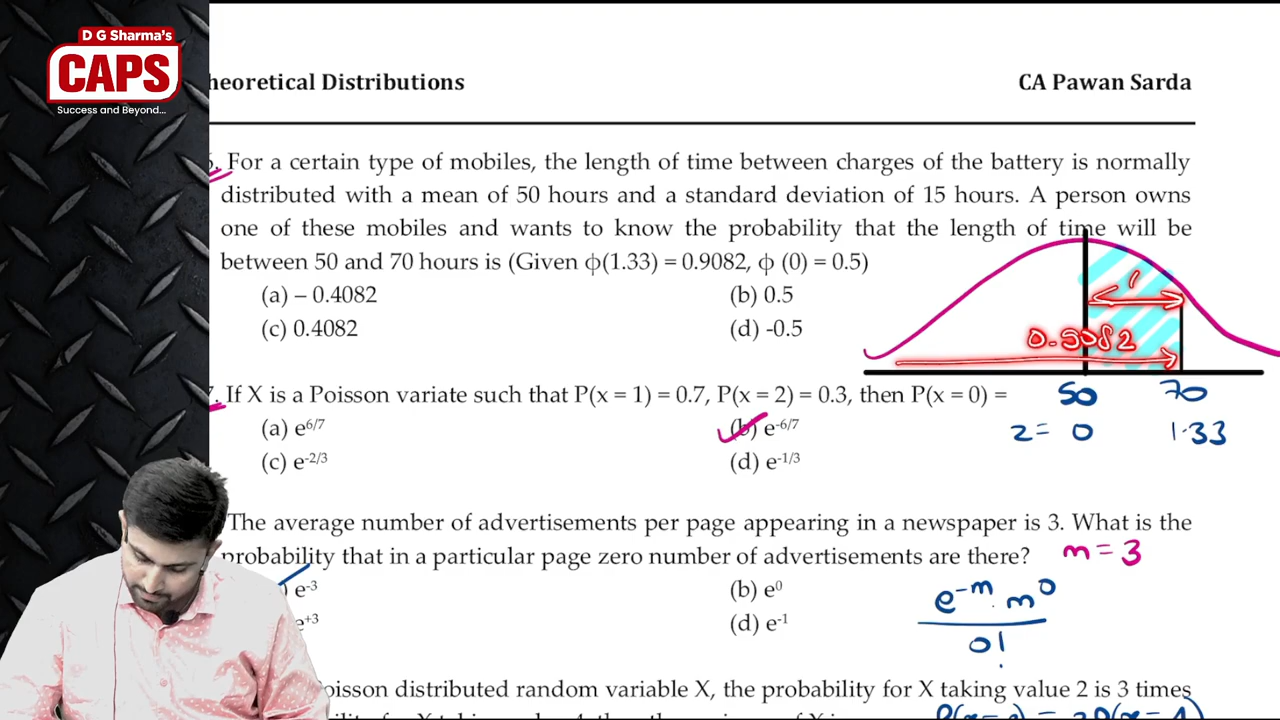 D G Sharma's
CAPS
Success and Beyond...
heoretical Distributions
CA Pawan Sarda
For a certain type of mobiles, the length of time between charges of the battery is normally
distributed with a mean of 50 hours and a standard deviation of 15 hours. A person owns
one of these mobiles and wants to know the probability that the length of time will be
between 50 and 70 hours is (Given ϕ(1.33) = 0.9082, ϕ (0) = 0.5)
(a) – 0.4082
(b) 0.5
(c) 0.4082
(d) -0.5
0.9082
50 70
z = 0 1.33
7. If X is a Poisson variate such that P(x = 1) = 0.7, P(x = 2) = 0.3, then P(x = 0) =
(a) e^6/7
(b) e^-6/7
(c) e^-2/3
(d) e^-1/3
The average number of advertisements per page appearing in a newspaper is 3. What is the
probability that in a particular page zero number of advertisements are there?
m = 3
) e^-3
(b) e^0
e^+3
(d) e^-1
e^-m . m^0
0!
oisson distributed random variable X, the probability for X taking value 2 is 3 times